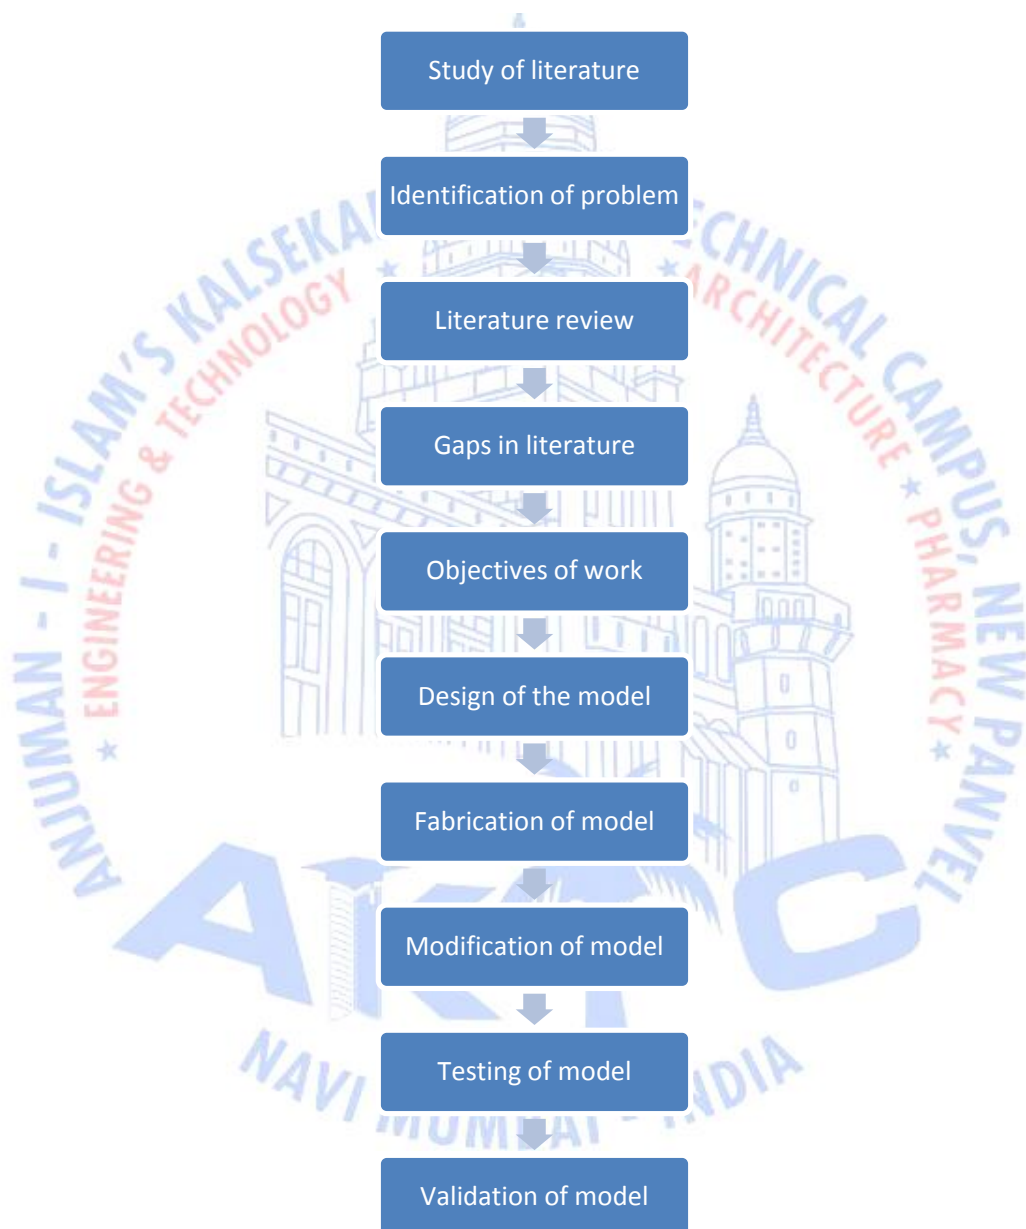 Study of literature
Identification of problem
Literature review
Gaps in literature
Objectives of work
Design of the model
Fabrication of model
Modification of model
Testing of model
Validation of model
ANJUMAN - I - ISLAM'S KALSEKAR TECHNICAL CAMPUS, NEW PANVEL
★ ENGINEERING & TECHNOLOGY ★ ★ ARCHITECTURE ★ PHARMACY ★
AKTC
NAVI MUMBAI - INDIA